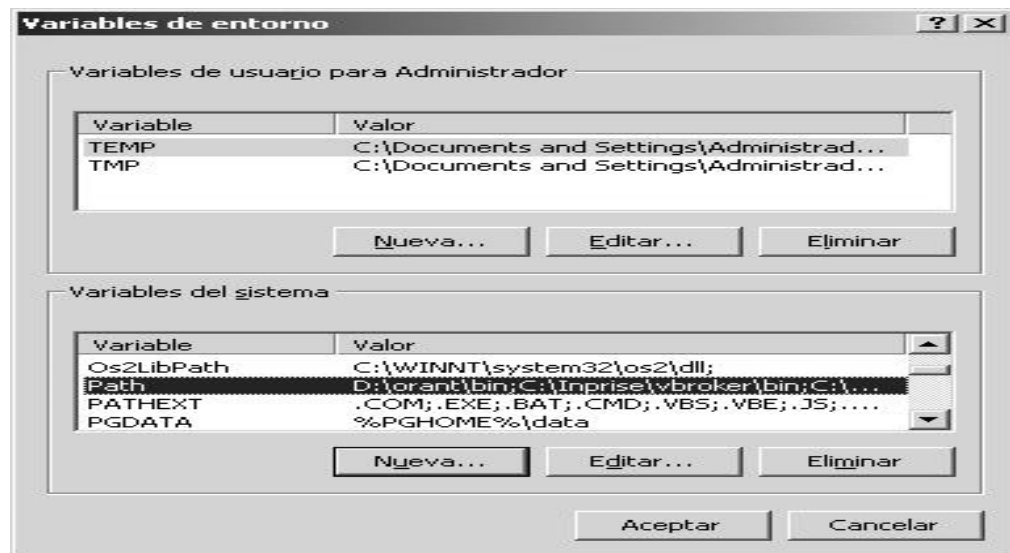 Variables de entorno
Variables de usuario para Administrador
Variable Valor
TEMP C:\Documents and Settings\Administrad...
TMP C:\Documents and Settings\Administrad...
Nueva... Editar... Eliminar
Variables del sistema
Variable Valor
Os2LibPath C:\WINNT\system32\os2\dll;
Path D:\orant\bin;C:\Inprise\vbroker\bin;C:\...
PATHEXT .COM;.EXE;.BAT;.CMD;.VBS;.VBE;.JS;....
PGDATA %PGHOME%\data
Nueva... Editar... Eliminar
Aceptar Cancelar